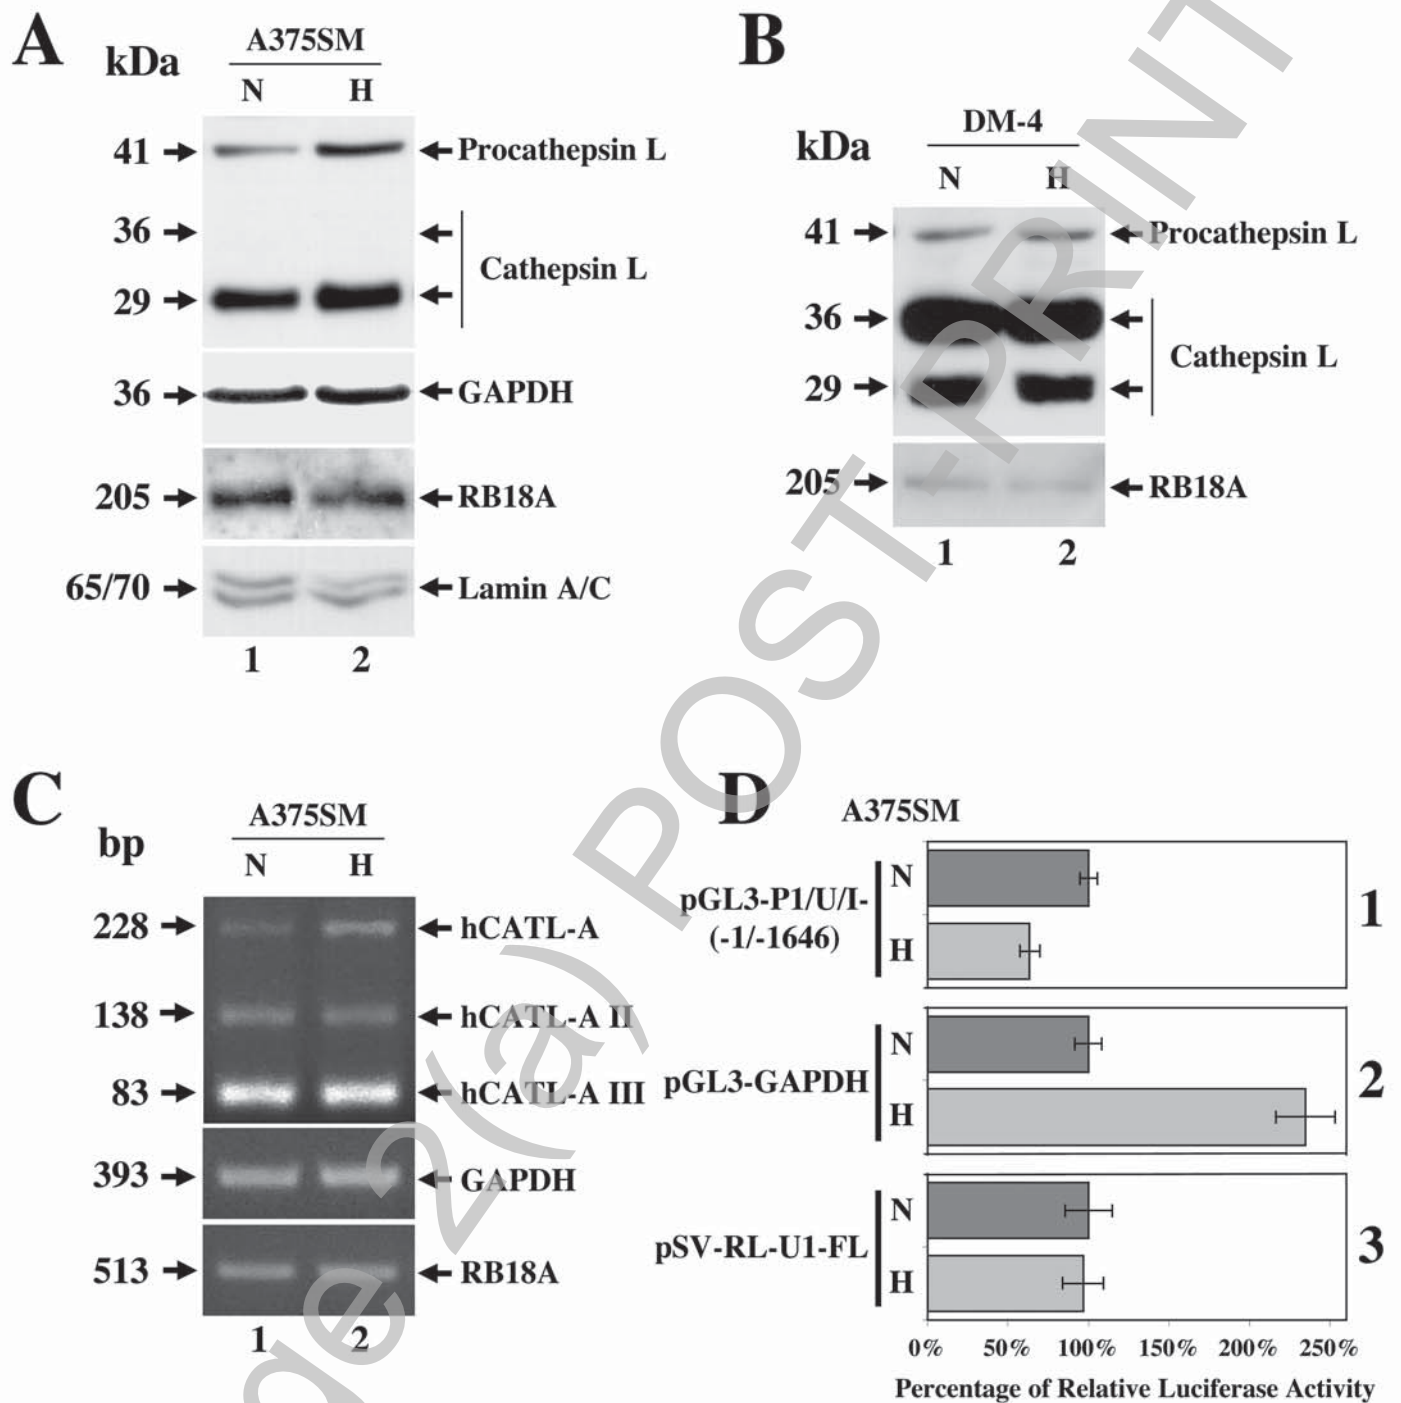 A
A375SM
kDa
N H
41 Procathepsin L
36
Cathepsin L
29
36 GAPDH
205 RB18A
65/70 Lamin A/C
1 2
B
DM-4
kDa
N H
41 Procathepsin L
36
Cathepsin L
29
205 RB18A
1 2
C
A375SM
bp
N H
228 hCATL-A
138 hCATL-A II
83 hCATL-A III
393 GAPDH
513 RB18A
1 2
D
A375SM
pGL3-P1/U/I-
(-1/-1646)
N
H
1
pGL3-GAPDH
N
H
2
pSV-RL-U1-FL
N
H
3
0% 50% 100% 150% 200% 250%
Percentage of Relative Luciferase Activity
ge 2(a) POST-PRINT